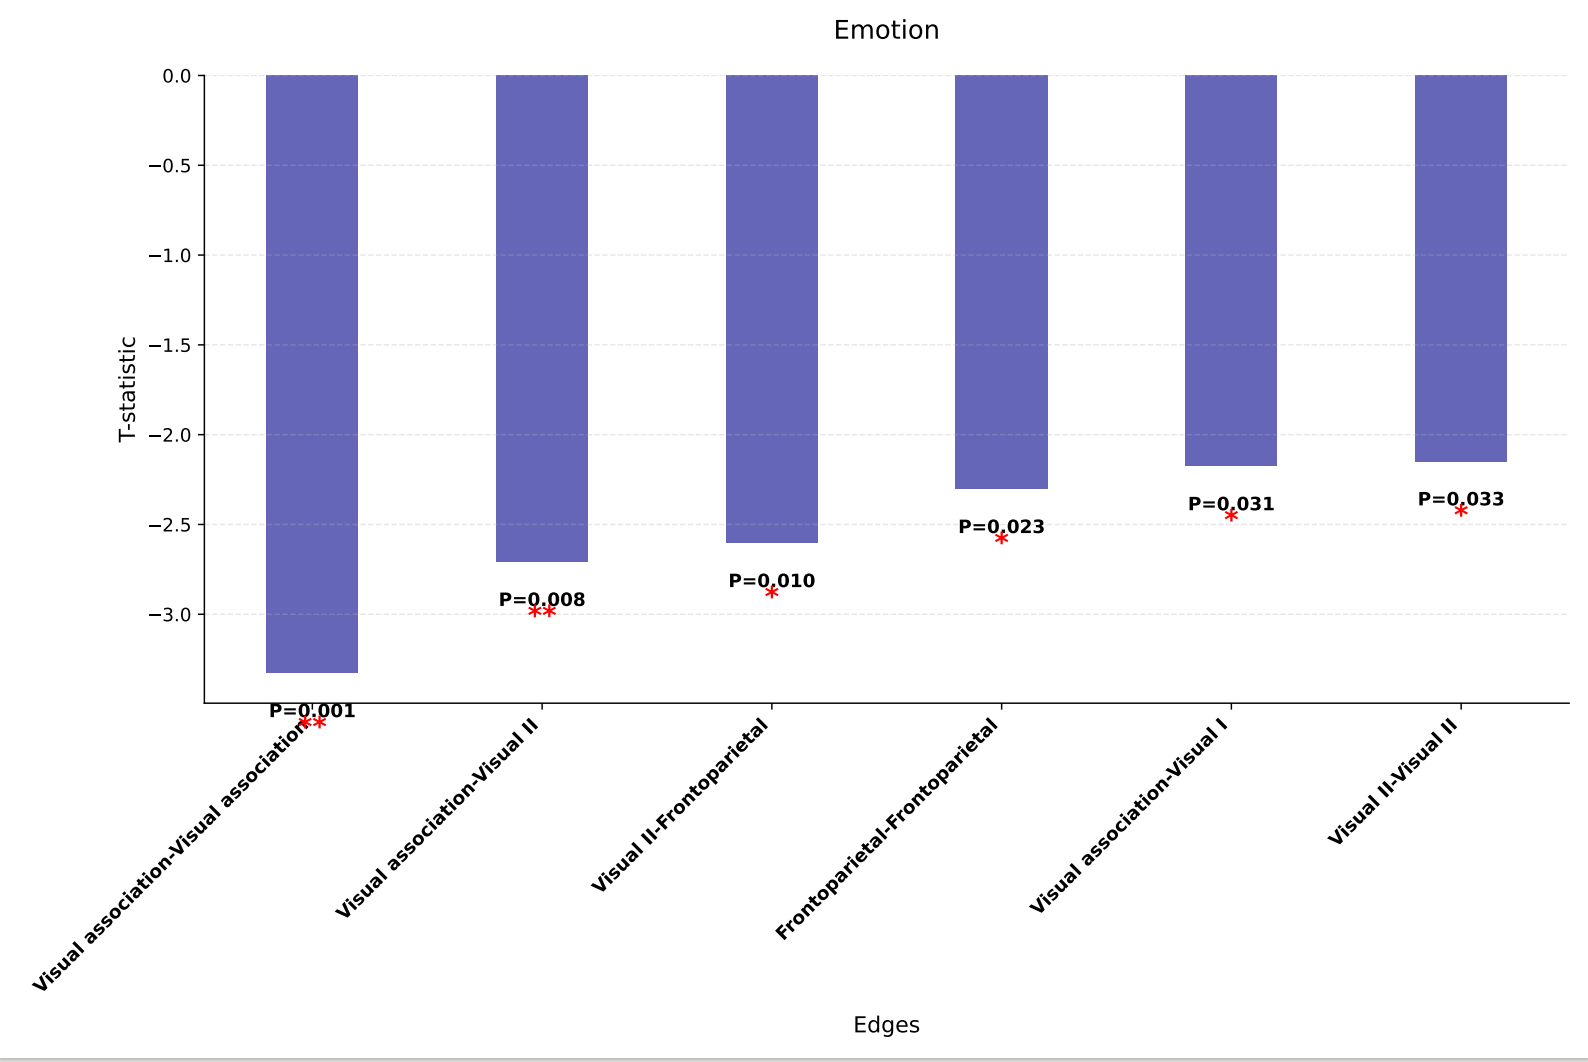 Emotion
0.0
−0.5
−1.0
−1.5
−2.0
−2.5
−3.0
T-statistic
P=0.001
**
P=0.008
**
P=0.010
*
P=0.023
*
P=0.031
*
P=0.033
*
Visual association-Visual association
Visual association-Visual II
Visual II-Frontoparietal
Frontoparietal-Frontoparietal
Visual association-Visual I
Visual II-Visual II
Edges